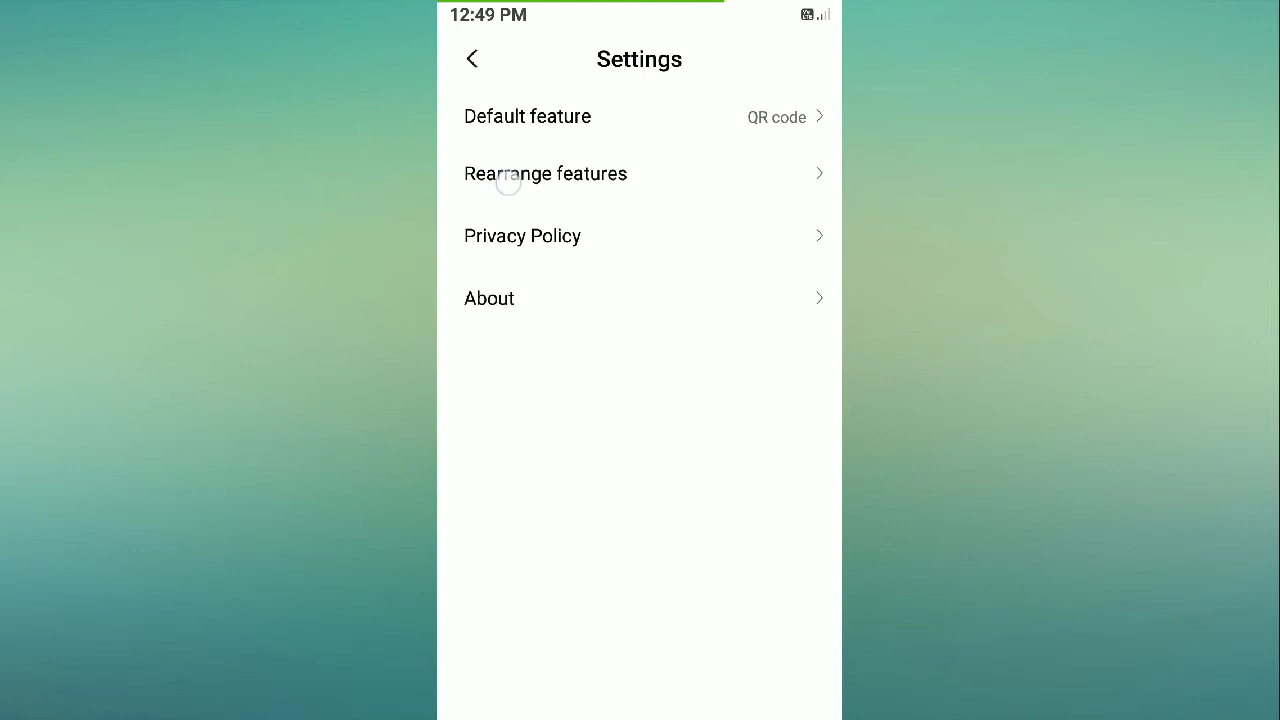 12:49 PM
Settings
Default feature QR code
Rearrange features
Privacy Policy
About